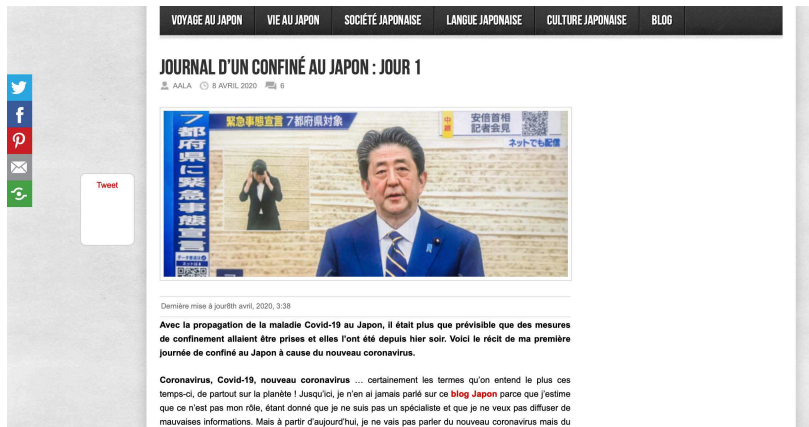 VOYAGE AU JAPON VIE AU JAPON SOCIÉTÉ JAPONAISE LANGUE JAPONAISE CULTURE JAPONAISE BLOG
JOURNAL D'UN CONFINÉ AU JAPON : JOUR 1
AALA 8 AVRIL 2020 6
7都府県に緊急事態宣言
緊急事態宣言 7都府県対象
中継
安倍首相
記者会見
ネットでも配信
Tweet
Dernière mise à jour8th avril, 2020, 3:38
Avec la propagation de la maladie Covid-19 au Japon, il était plus que prévisible que des mesures
de confinement allaient être prises et elles l'ont été depuis hier soir. Voici le récit de ma première
journée de confiné au Japon à cause du nouveau coronavirus.
Coronavirus, Covid-19, nouveau coronavirus … certainement les termes qu'on entend le plus ces
temps-ci, de partout sur la planète ! Jusqu'ici, je n'en ai jamais parlé sur ce blog Japon parce que j'estime
que ce n'est pas mon rôle, étant donné que je ne suis pas un spécialiste et que je ne veux pas diffuser de
mauvaises informations. Mais à partir d'aujourd'hui, je ne vais pas parler du nouveau coronavirus mais du